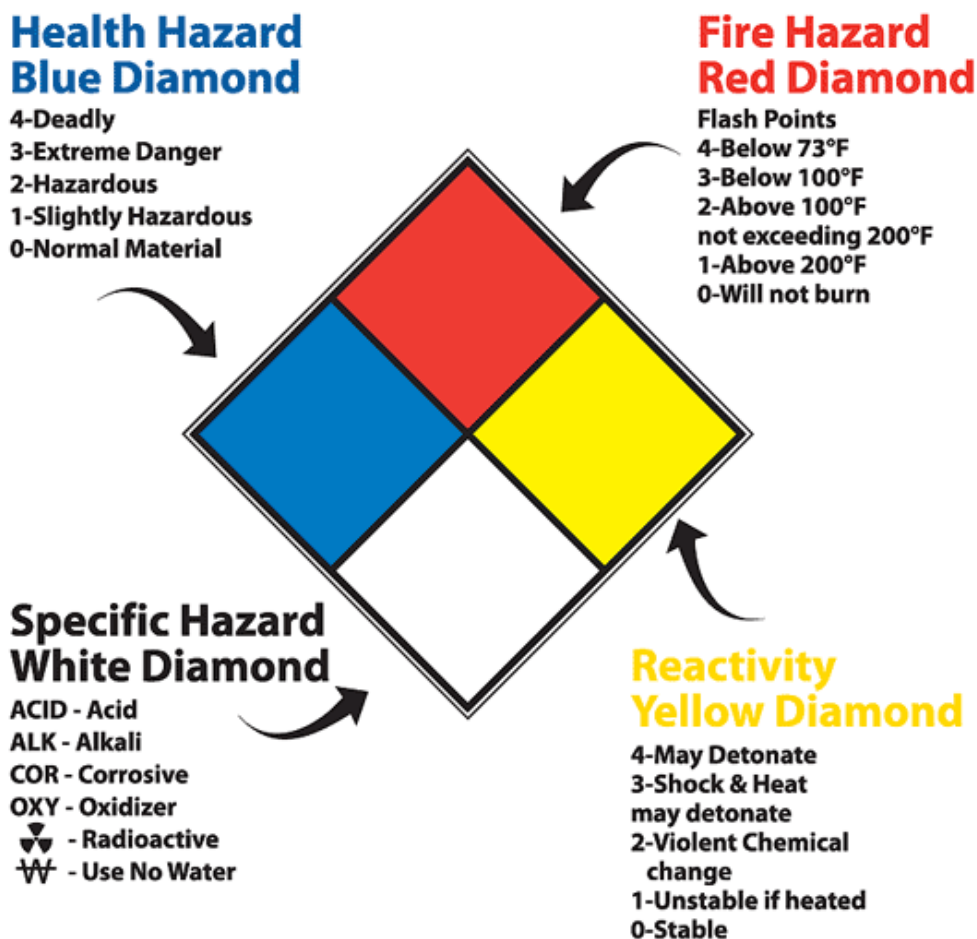 Health Hazard
Blue Diamond
4-Deadly
3-Extreme Danger
2-Hazardous
1-Slightly Hazardous
0-Normal Material
Fire Hazard
Red Diamond
Flash Points
4-Below 73°F
3-Below 100°F
2-Above 100°F
not exceeding 200°F
1-Above 200°F
0-Will not burn
Specific Hazard
White Diamond
ACID - Acid
ALK - Alkali
COR - Corrosive
OXY - Oxidizer
☢ - Radioactive
W - Use No Water
Reactivity
Yellow Diamond
4-May Detonate
3-Shock & Heat
may detonate
2-Violent Chemical
change
1-Unstable if heated
0-Stable